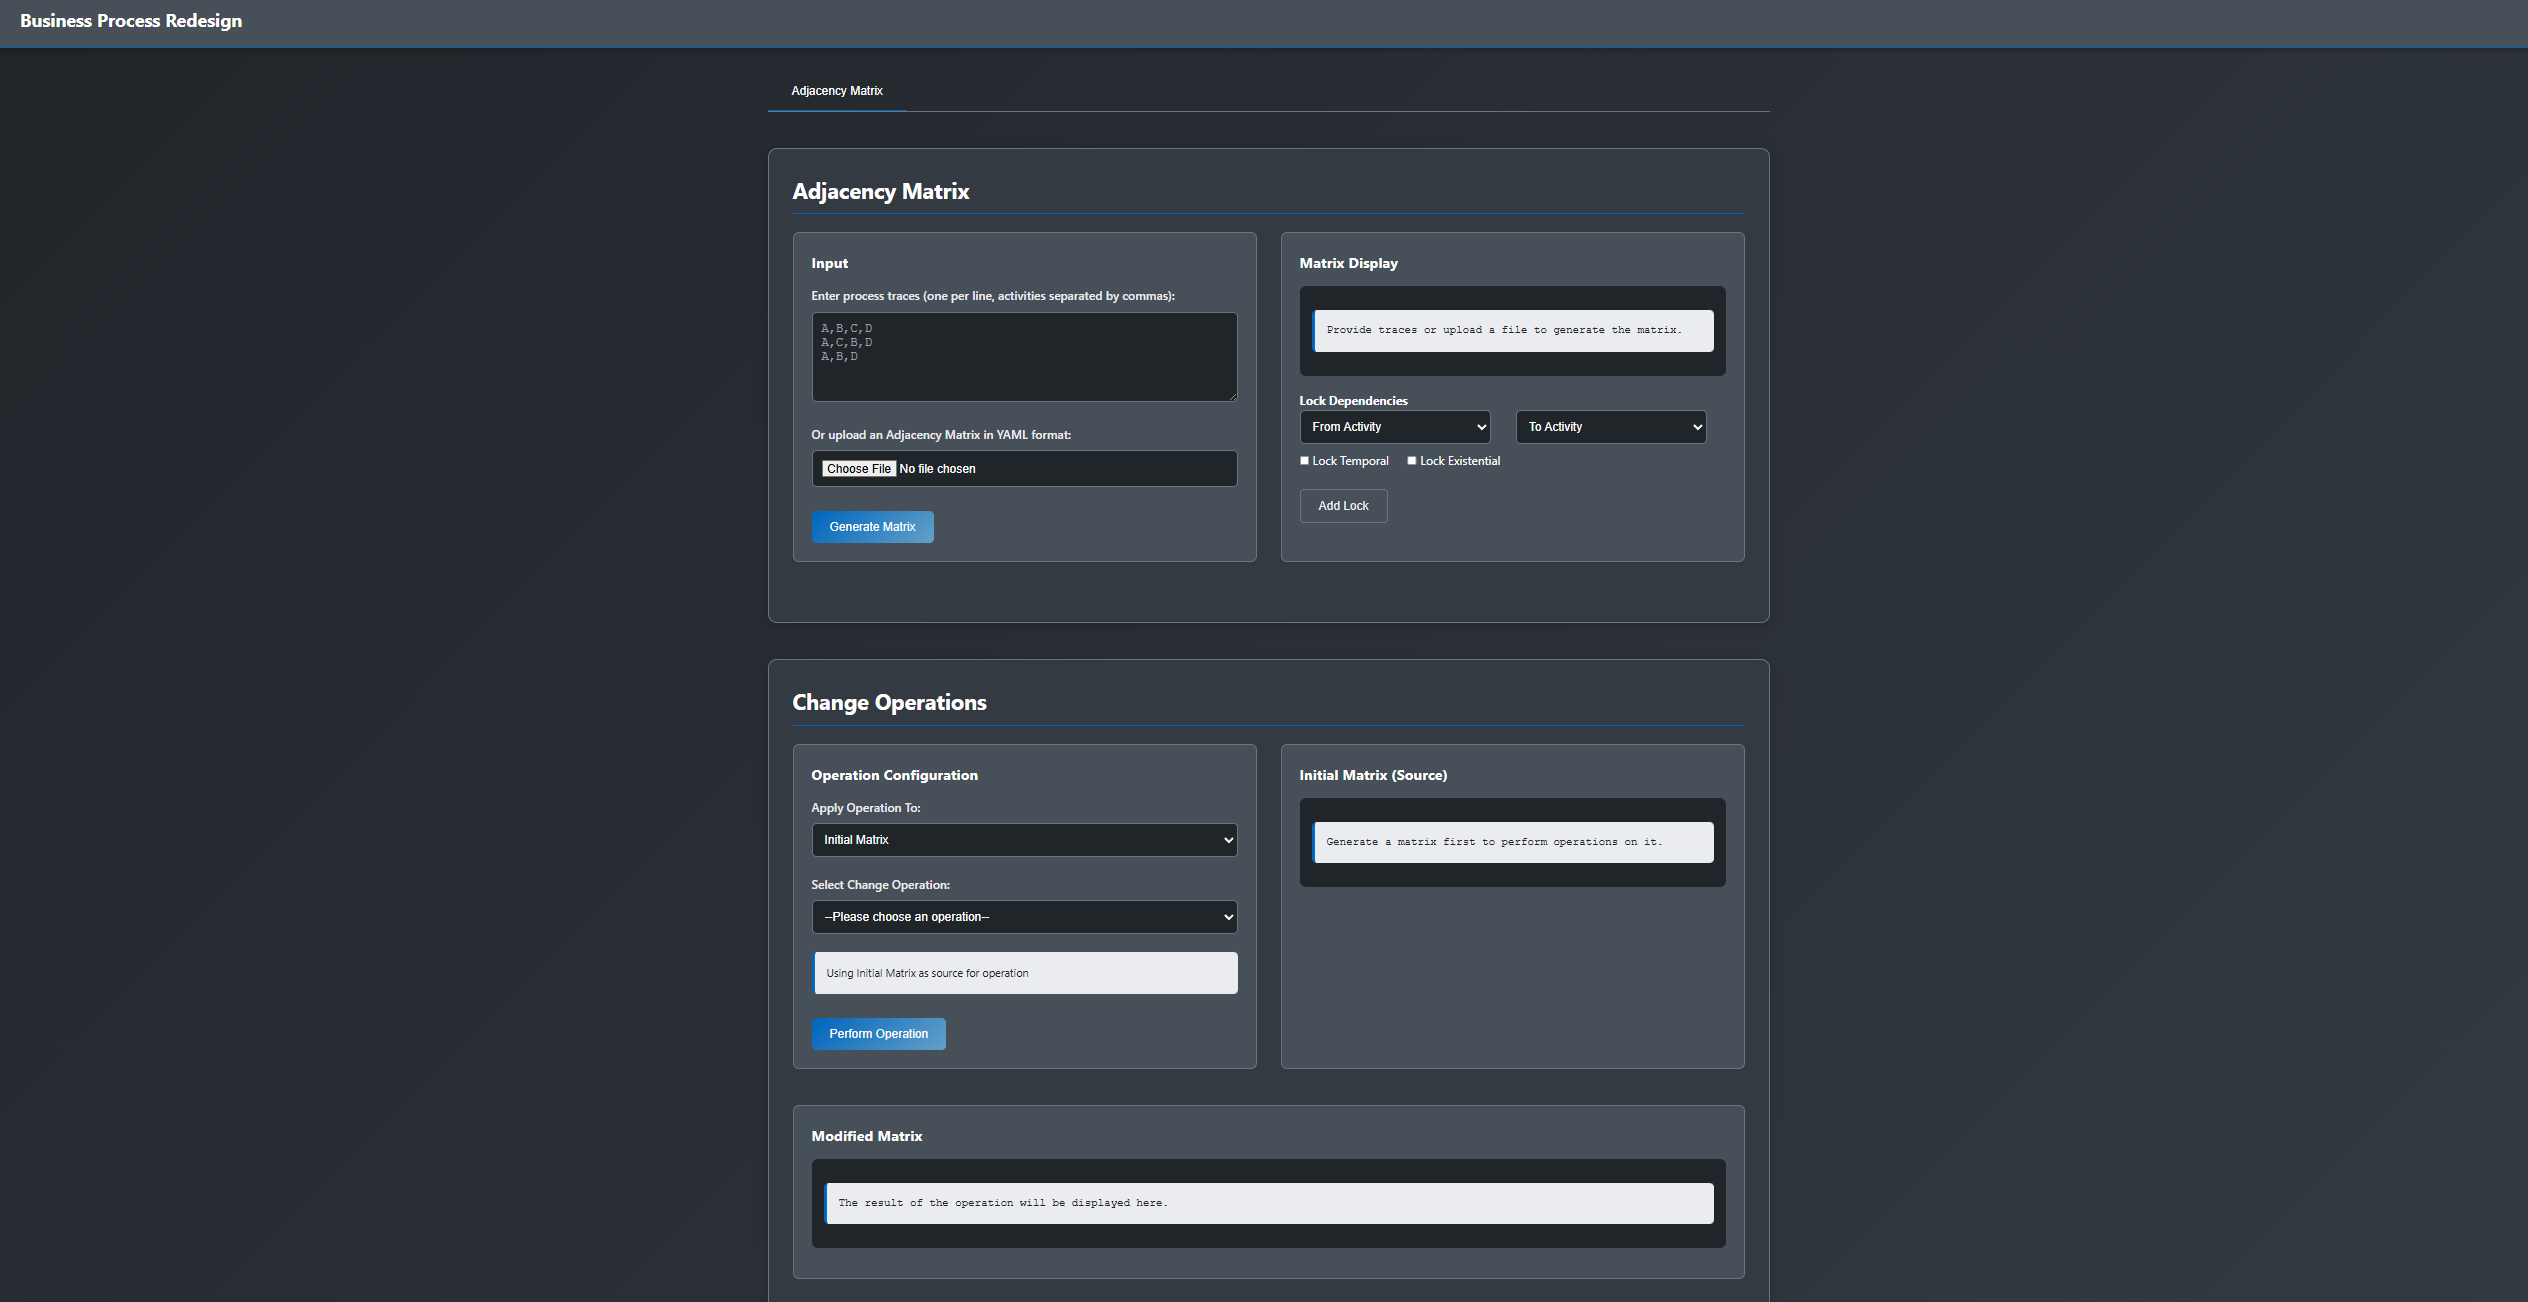 Business Process Redesign
Adjacency Matrix
Adjacency Matrix
Input
Enter process traces (one per line, activities separated by commas):
A,B,C,D
A,C,B,D
A,B,D
Or upload an Adjacency Matrix in YAML format:
Choose File No file chosen
Generate Matrix
Matrix Display
Provide traces or upload a file to generate the matrix.
Lock Dependencies
From Activity To Activity
Lock Temporal Lock Existential
Add Lock
Change Operations
Operation Configuration
Apply Operation To:
Initial Matrix
Select Change Operation:
--Please choose an operation--
Using Initial Matrix as source for operation
Perform Operation
Initial Matrix (Source)
Generate a matrix first to perform operations on it.
Modified Matrix
The result of the operation will be displayed here.